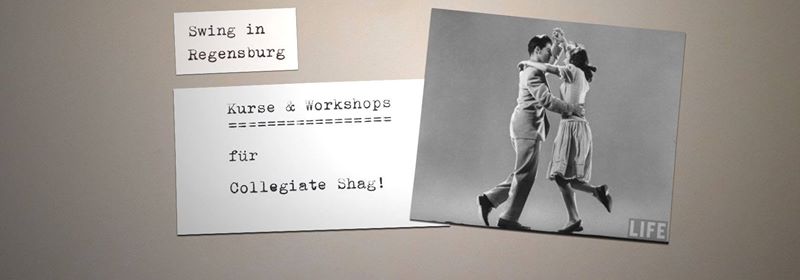 Swing in
Regensburg
Kurse & Workshops
=================
für
Collegiate Shag!
LIFE